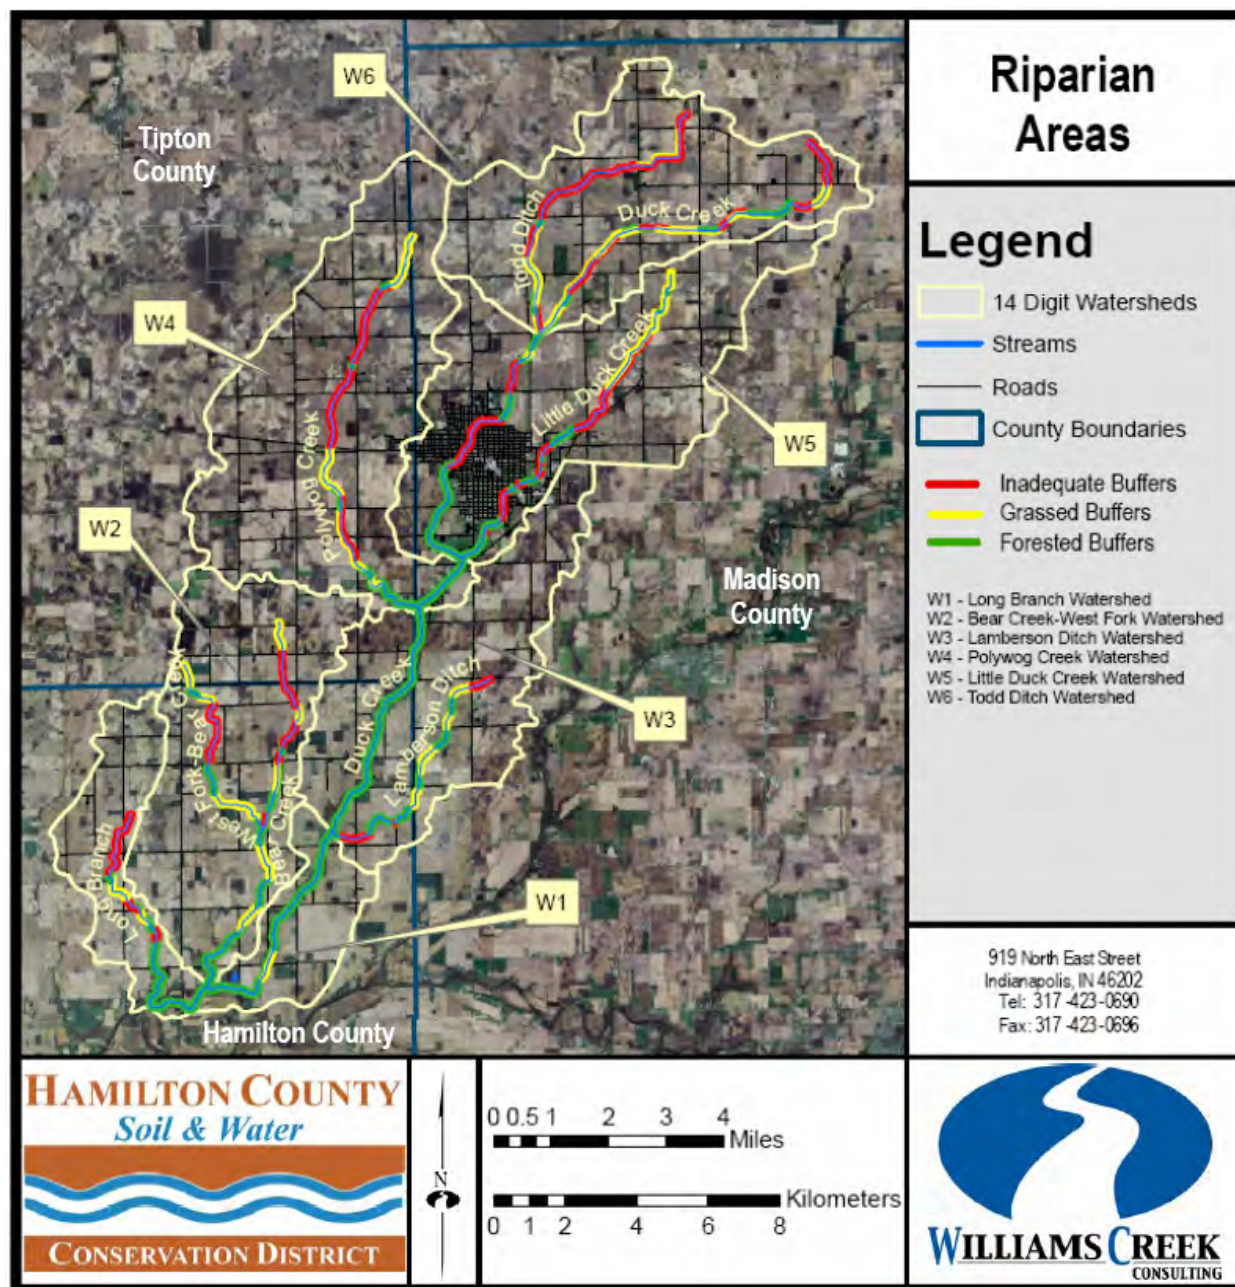 Riparian
Areas
Legend
14 Digit Watersheds
Streams
Roads
County Boundaries
Inadequate Buffers
Grassed Buffers
Forested Buffers
W1 - Long Branch Watershed
W2 - Bear Creek-West Fork Watershed
W3 - Lamberson Ditch Watershed
W4 - Polywog Creek Watershed
W5 - Little Duck Creek Watershed
W6 - Todd Ditch Watershed
919 North East Street
Indianapolis, IN 46202
Tel: 317-423-0690
Fax: 317-423-0696
W6
Tipton
County
Todd Ditch
Duck Creek
W4
Little Duck Creek
W5
Polywog Creek
W2
Madison
County
West Fork-Bear Creek
Duck Creek
Lamberson Ditch
W3
Bear Creek
Long Branch
W1
Hamilton County
HAMILTON COUNTY
Soil & Water
CONSERVATION DISTRICT
N
0 0.5 1 2 3 4
Miles
Kilometers
0 1 2 4 6 8
WILLIAMS CREEK
CONSULTING